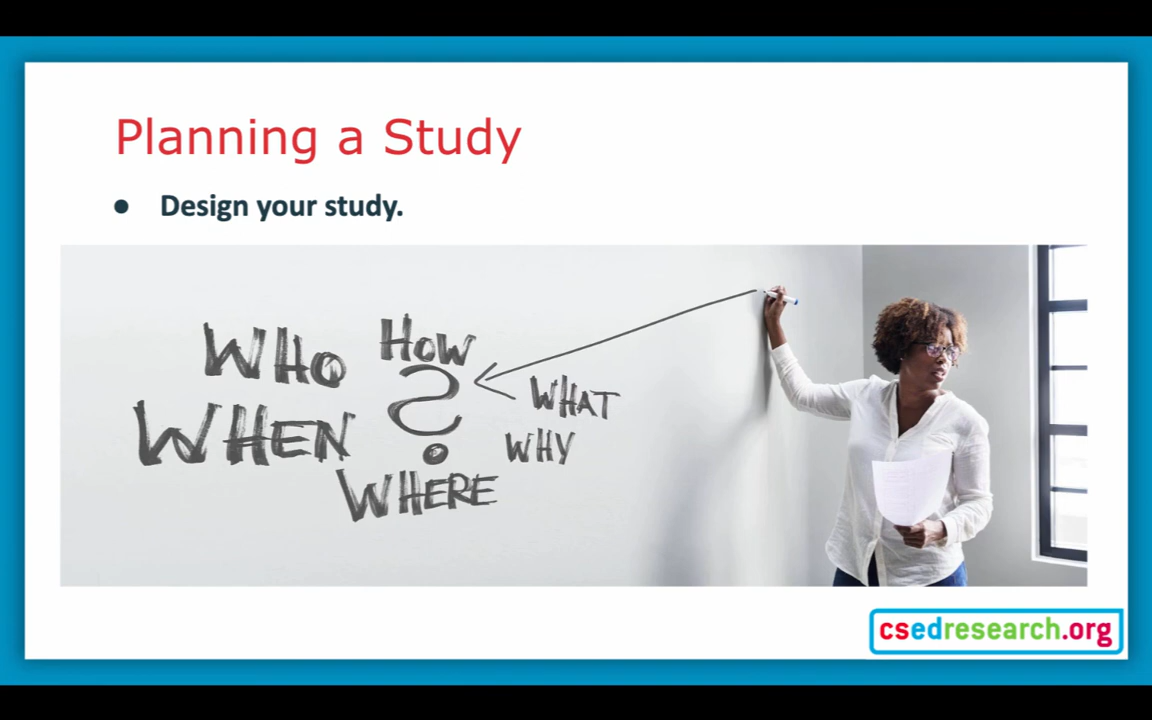 Planning a Study
● Design your study.
HOW
WHO
?
WHAT
WHEN
WHY
WHERE
csedresearch.org